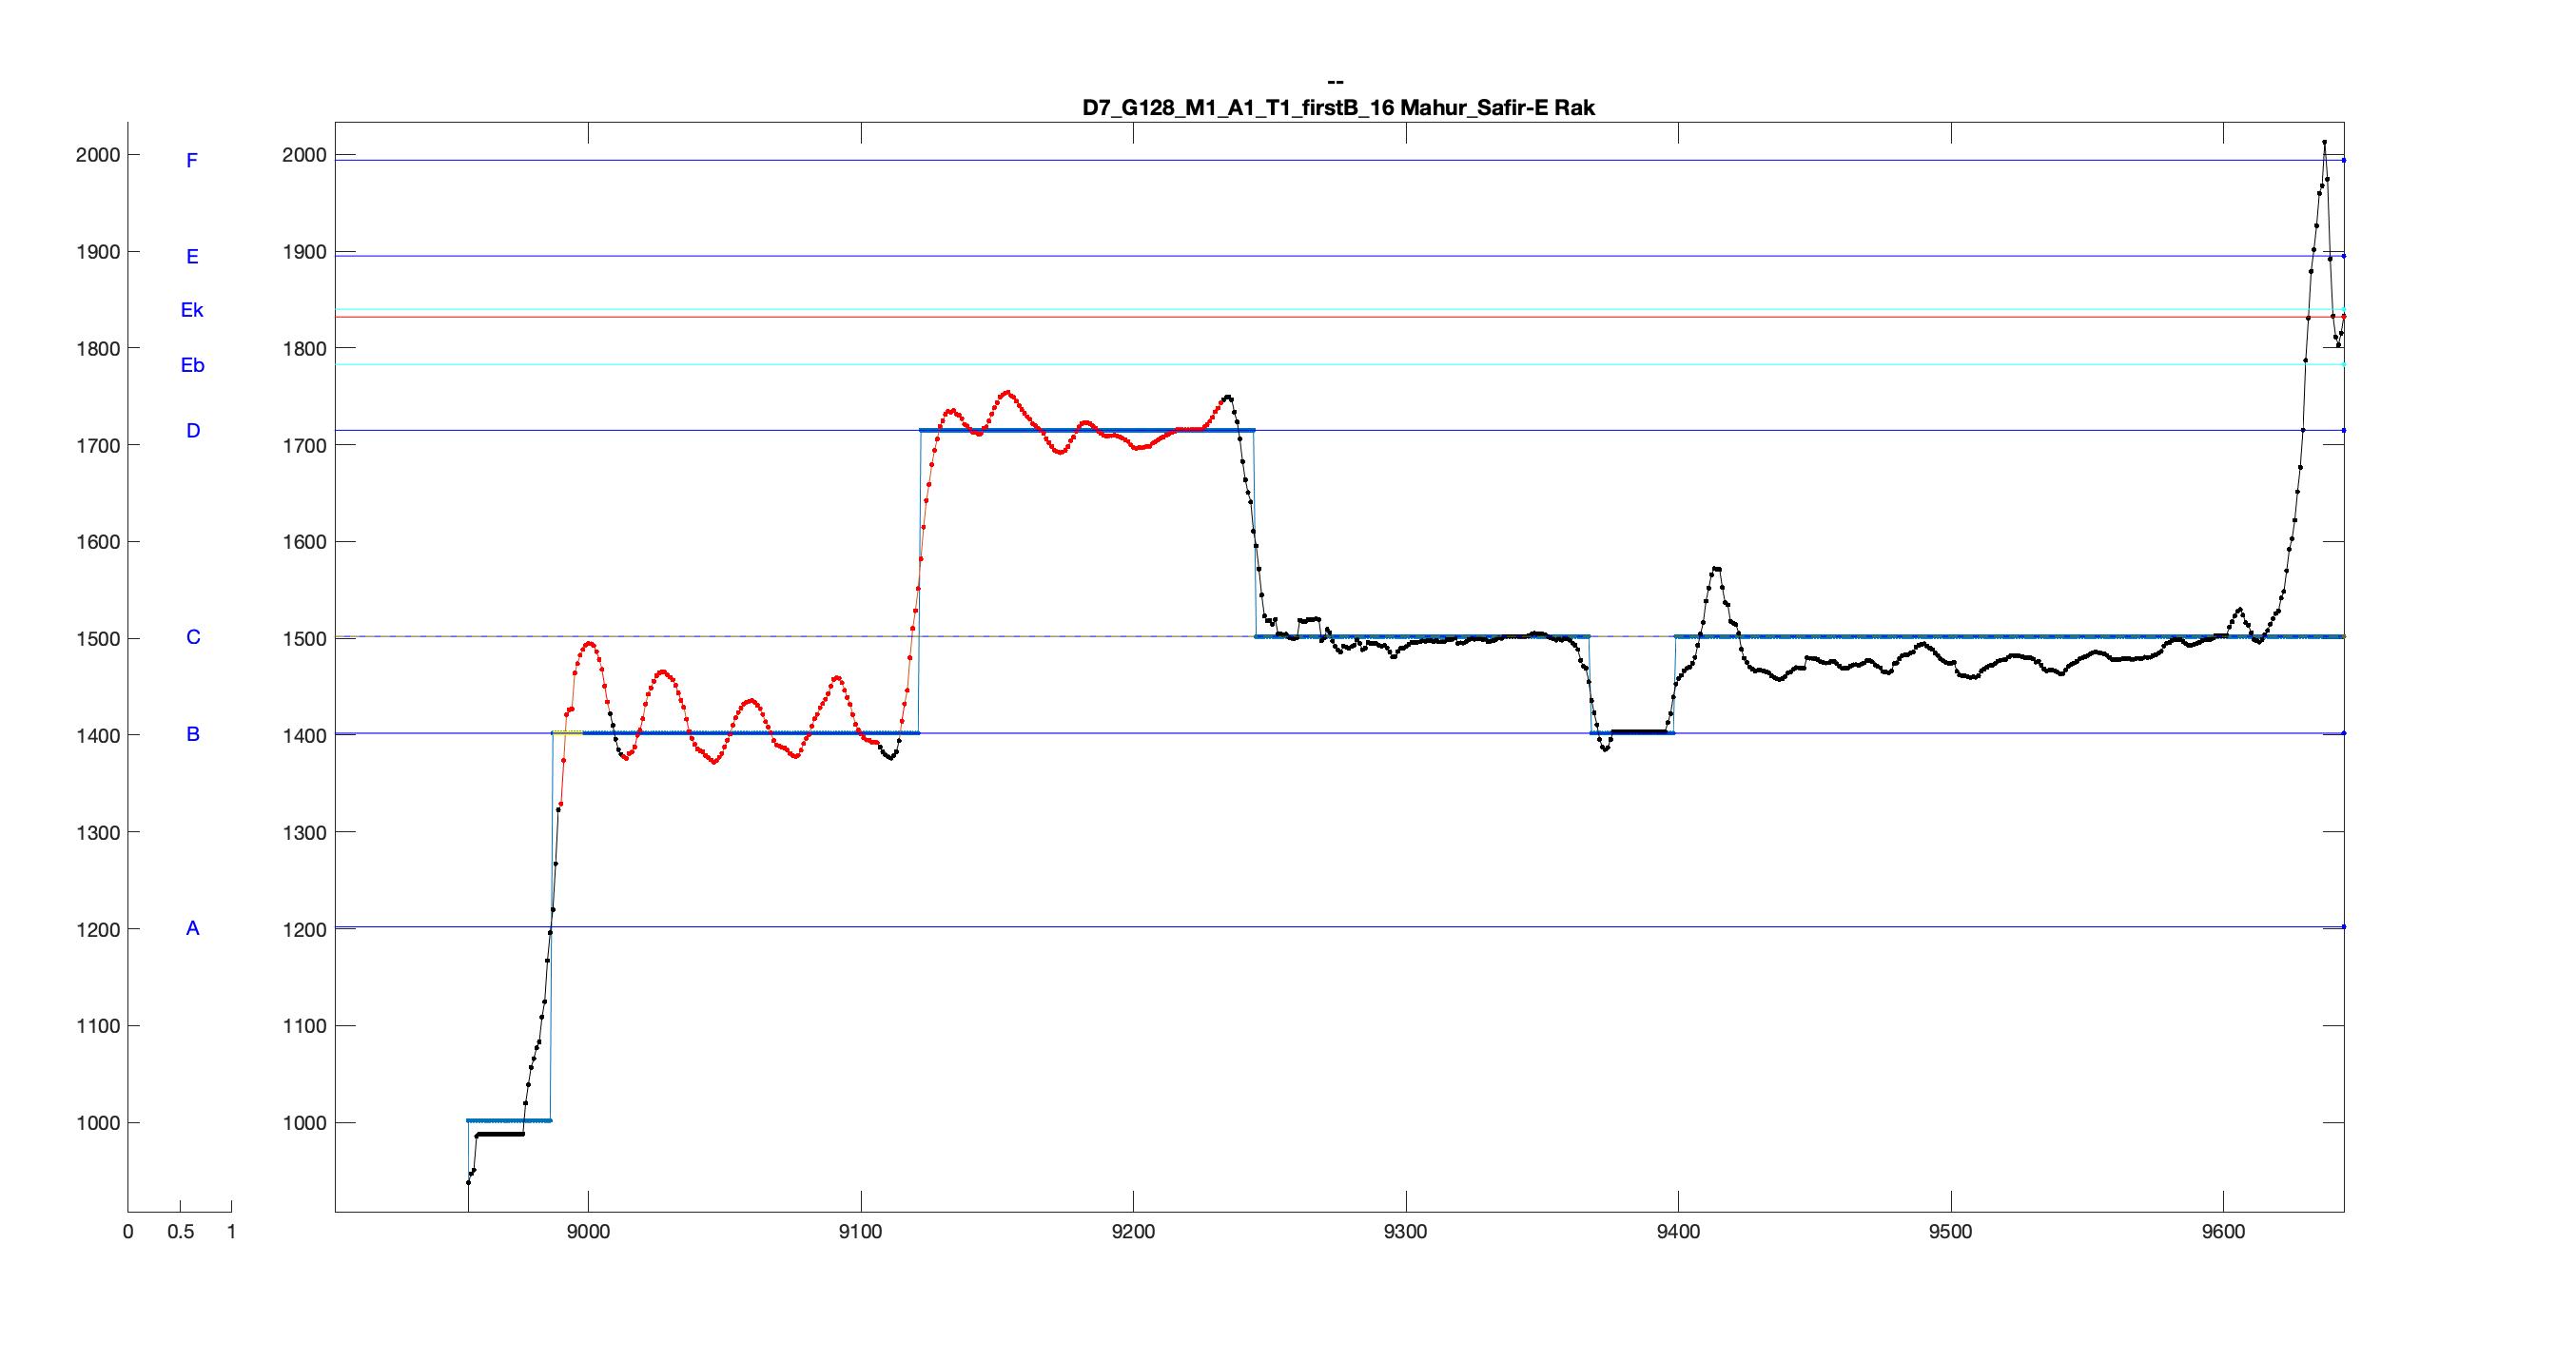 --
D7_G128_M1_A1_T1_firstB_16 Mahur_Safir-E Rak
2000 F 2000
1900 E 1900
Ek
1800 Eb 1800
1700 D 1700
1600 1600
1500 C 1500
1400 B 1400
1300 1300
1200 A 1200
1100 1100
1000 1000
0 0.5 1 9000 9100 9200 9300 9400 9500 9600